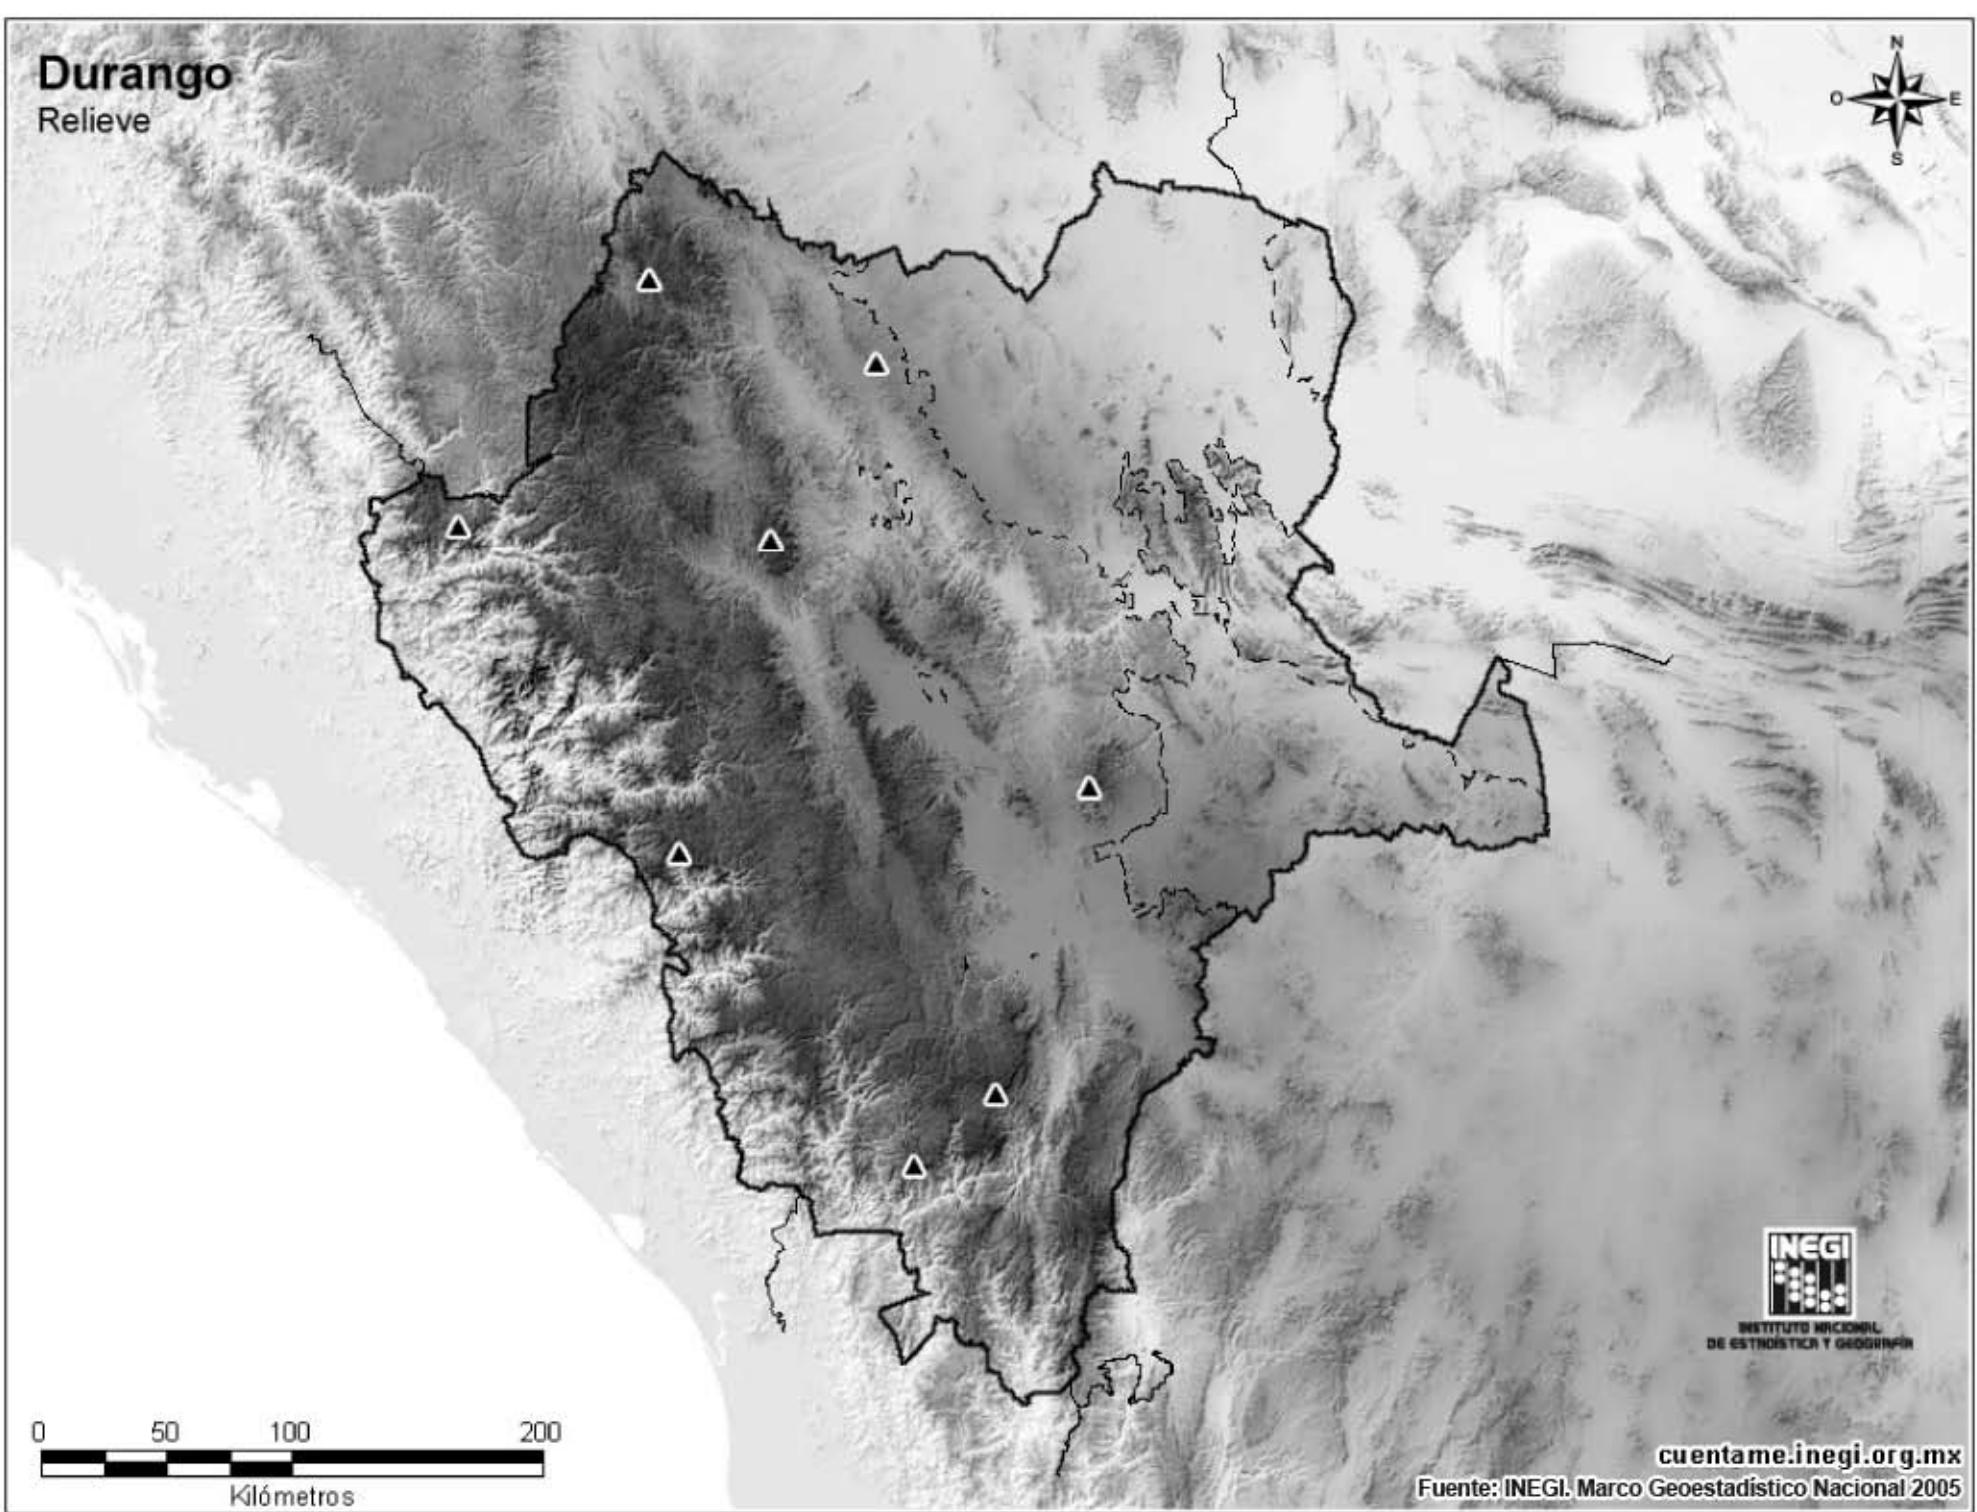 Durango
Relieve
N
O
E
S
INEGI
INSTITUTO NACIONAL
DE ESTADÍSTICA Y GEOGRAFÍA
0 50 100 200
Kilómetros
cuentame.inegi.org.mx
Fuente: INEGI. Marco Geoestadístico Nacional 2005